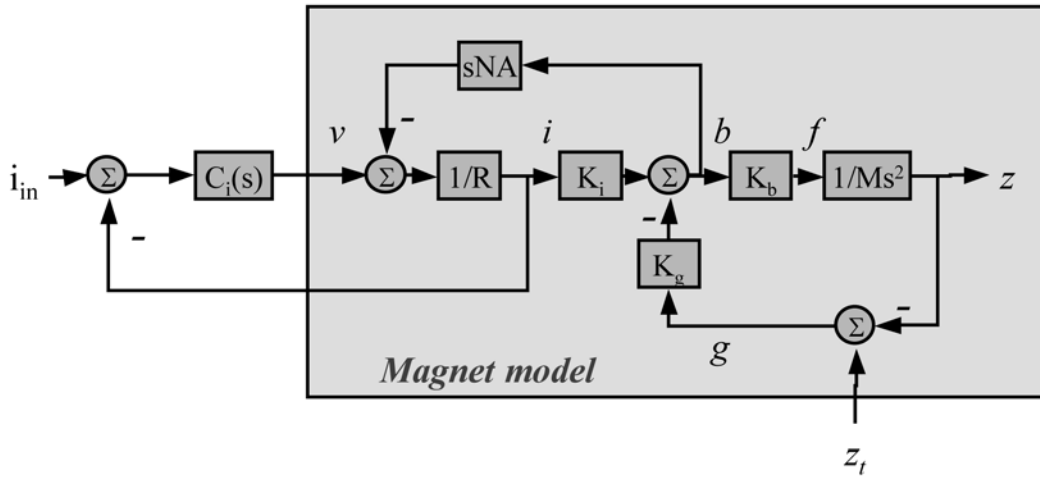 sNA
-
v
i
b
f
i_in
Σ
C_i(s)
Σ
1/R
K_i
Σ
K_b
1/Ms²
z
-
-
K_g
-
Σ
g
Magnet model
z_t